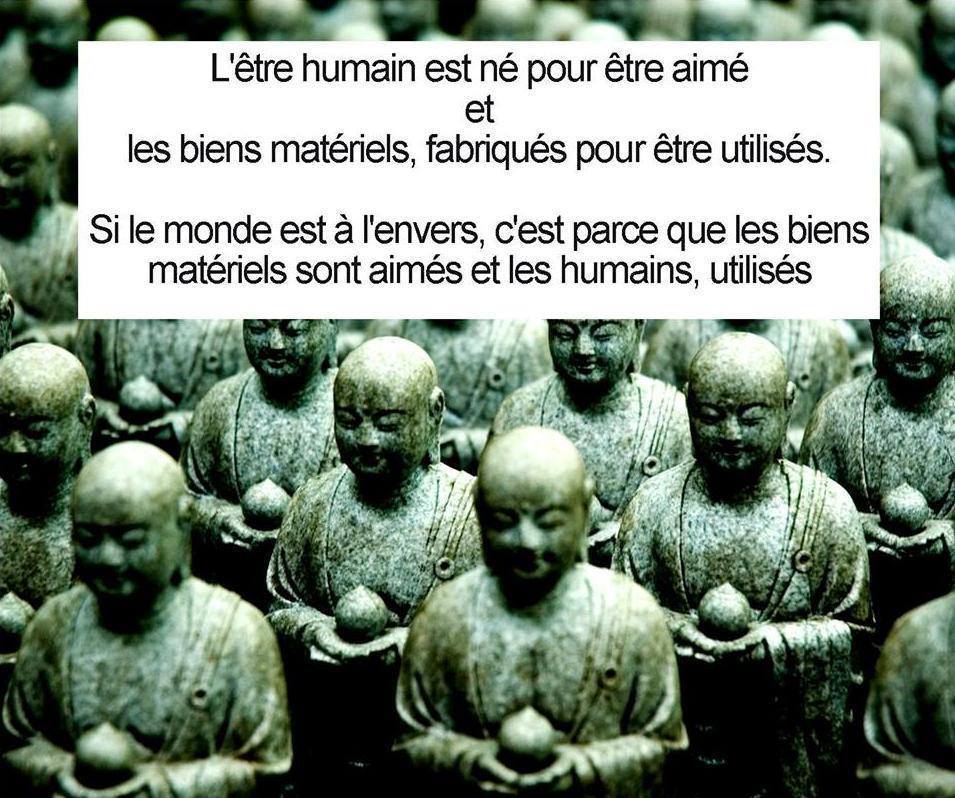 L'être humain est né pour être aimé
et
les biens matériels, fabriqués pour être utilisés.
Si le monde est à l'envers, c'est parce que les biens
matériels sont aimés et les humains, utilisés